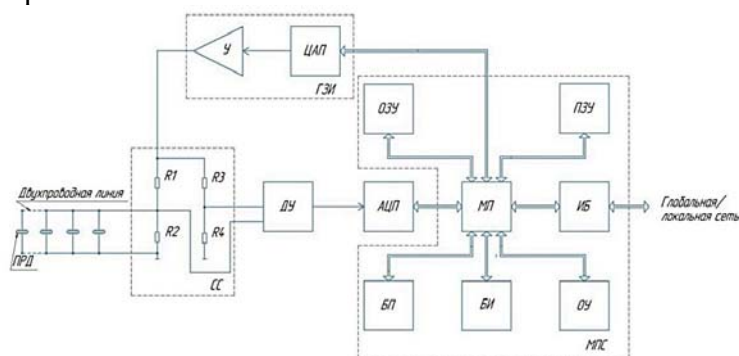 У
ЦАП
ГЗИ
ОЗУ
ПЗУ
R1
R3
Двухпроводная линия
ДУ
АЦП
МП
ИБ
Глобальная/
локальная сеть
R2
R4
ПРД
СС
БП
БИ
ОУ
МПС